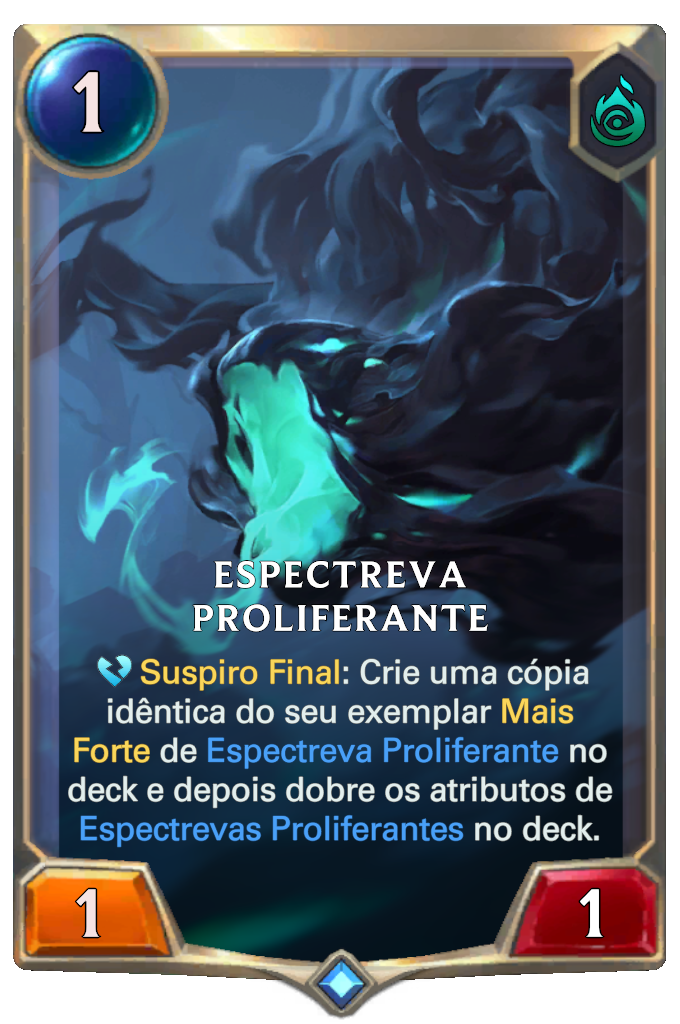 1
ESPECTREVA
PROLIFERANTE
Suspiro Final: Crie uma cópia
idêntica do seu exemplar Mais
Forte de Espectreva Proliferante no
deck e depois dobre os atributos de
Espectrevas Proliferantes no deck.
1 1